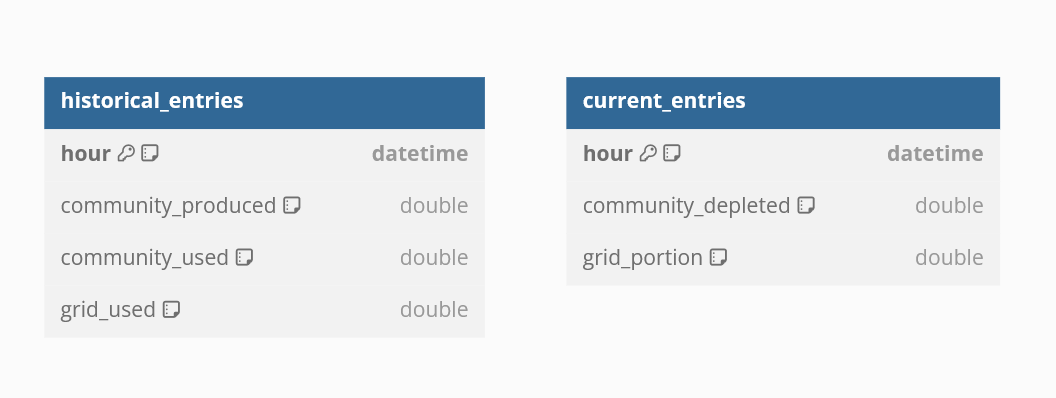 historical_entries
hour datetime
community_produced double
community_used double
grid_used double
current_entries
hour datetime
community_depleted double
grid_portion double